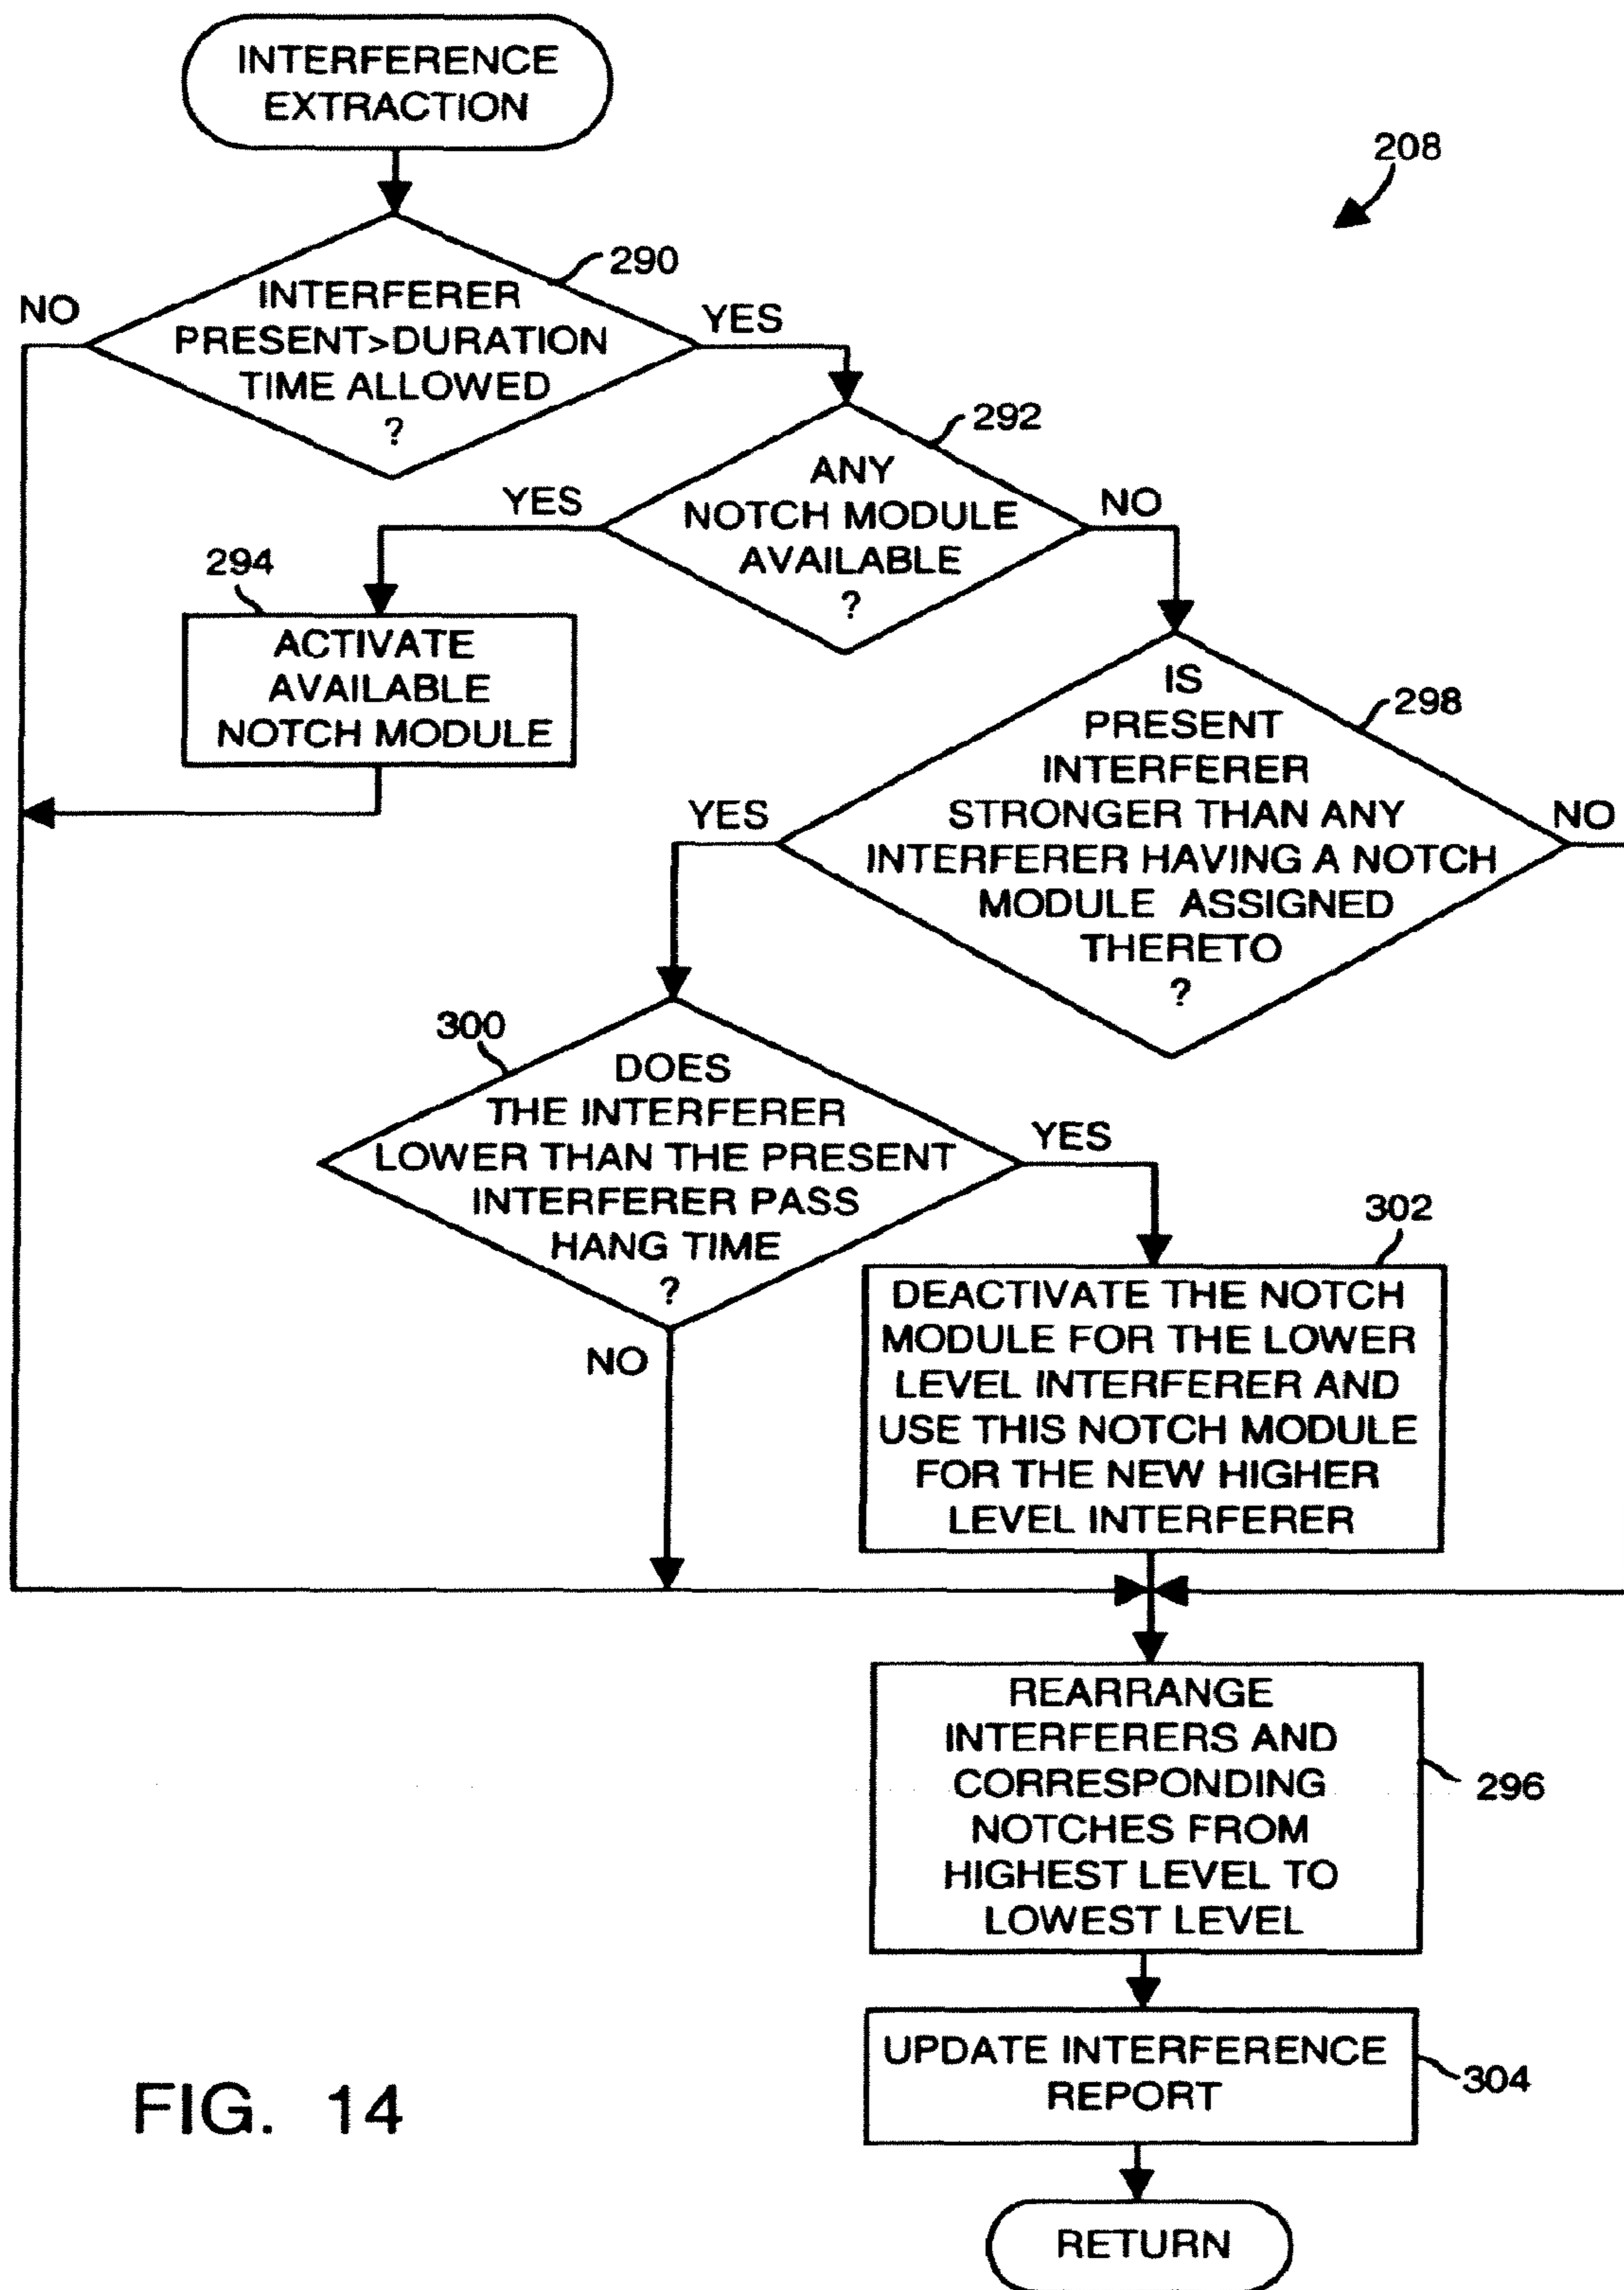 INTERFERENCE
EXTRACTION
208
290
NO
INTERFERER
PRESENT>DURATION
TIME ALLOWED
?
YES
292
ANY
NOTCH MODULE
AVAILABLE
?
YES
NO
294
ACTIVATE
AVAILABLE
NOTCH MODULE
298
IS
PRESENT
INTERFERER
STRONGER THAN ANY
INTERFERER HAVING A NOTCH
MODULE ASSIGNED
THERETO
?
YES
NO
300
DOES
THE INTERFERER
LOWER THAN THE PRESENT
INTERFERER PASS
HANG TIME
?
YES
NO
302
DEACTIVATE THE NOTCH
MODULE FOR THE LOWER
LEVEL INTERFERER AND
USE THIS NOTCH MODULE
FOR THE NEW HIGHER
LEVEL INTERFERER
REARRANGE
INTERFERERS AND
CORRESPONDING
NOTCHES FROM
HIGHEST LEVEL TO
LOWEST LEVEL
296
UPDATE INTERFERENCE
REPORT
304
RETURN
FIG. 14